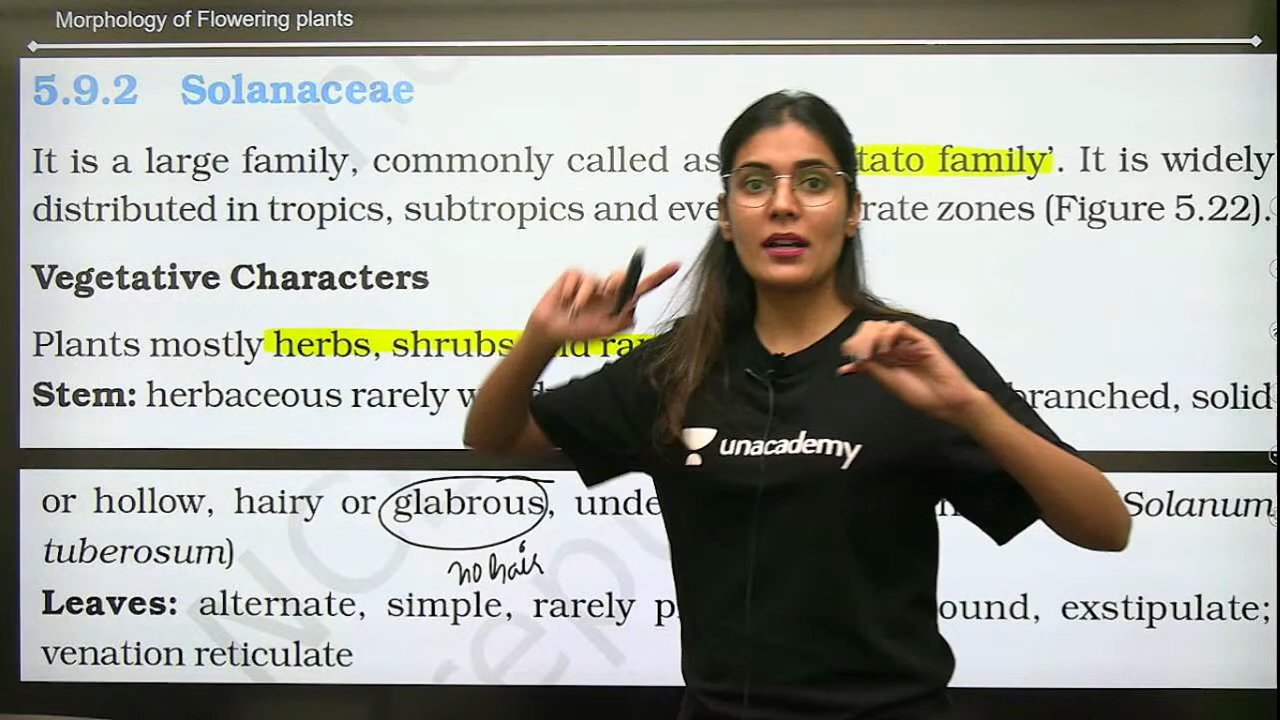 Morphology of Flowering plants
5.9.2 Solanaceae
It is a large family, commonly called as tato family’. It is widely
distributed in tropics, subtropics and eve rate zones (Figure 5.22).
Vegetative Characters
Plants mostly herbs, shrubs
Stem: herbaceous rarely ranched, solid
or hollow, hairy or glabrous, unde Solanum
tuberosum)
no hair
Leaves: alternate, simple, rarely p ound, exstipulate;
venation reticulate
unacademy